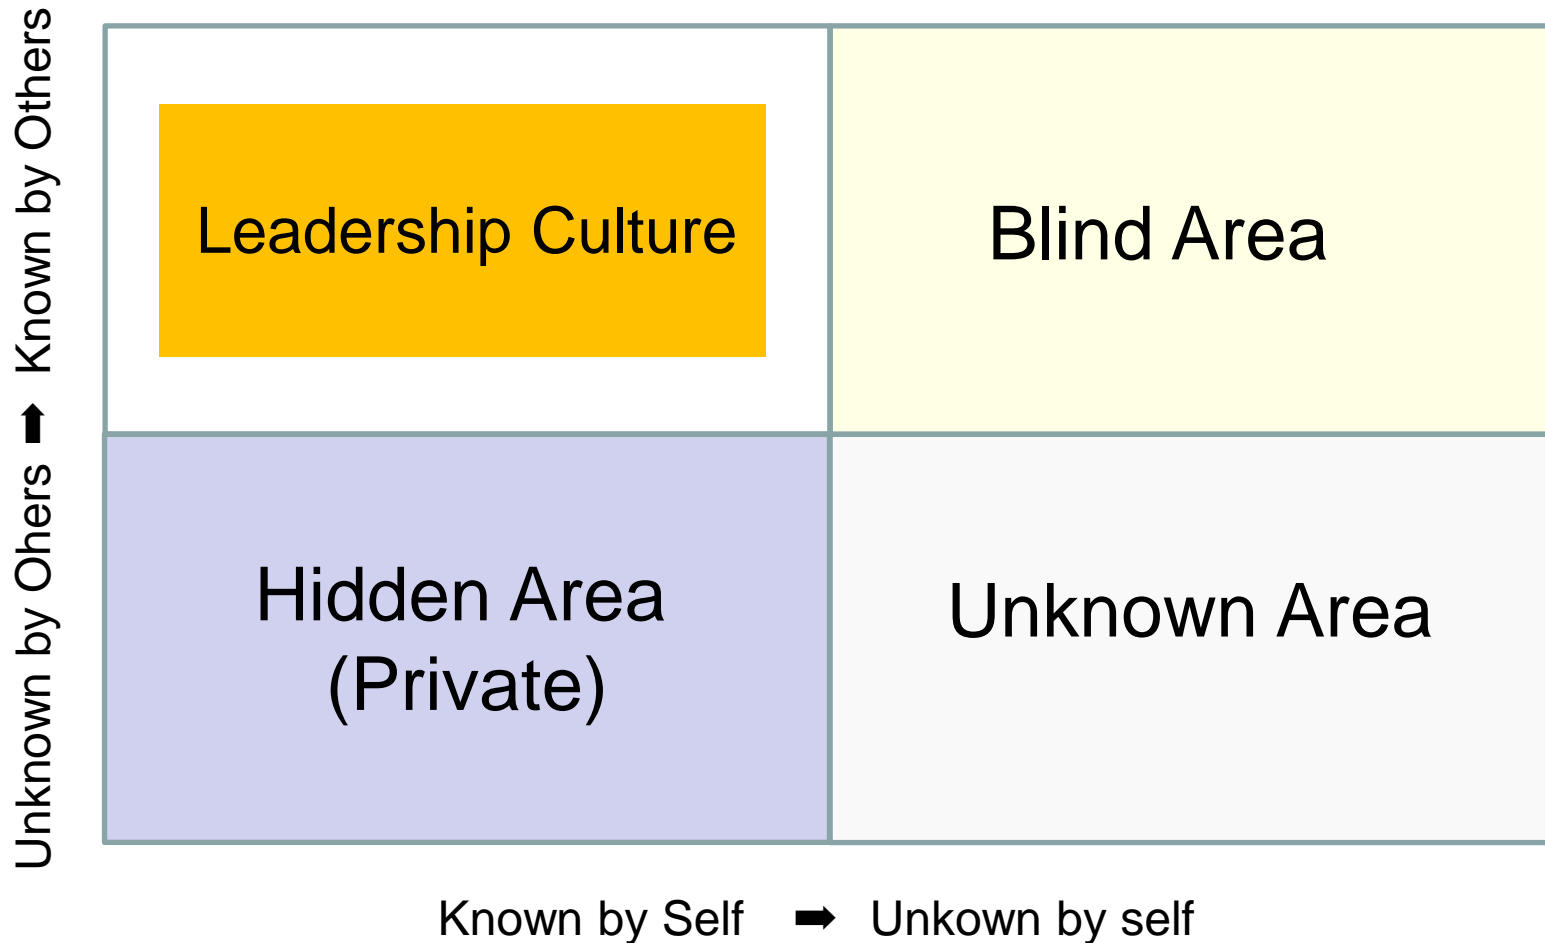 Known by Others
Leadership Culture
Blind Area
Unknown by Ohers ➡
Hidden Area
(Private)
Unknown Area
Known by Self ➡ Unkown by self